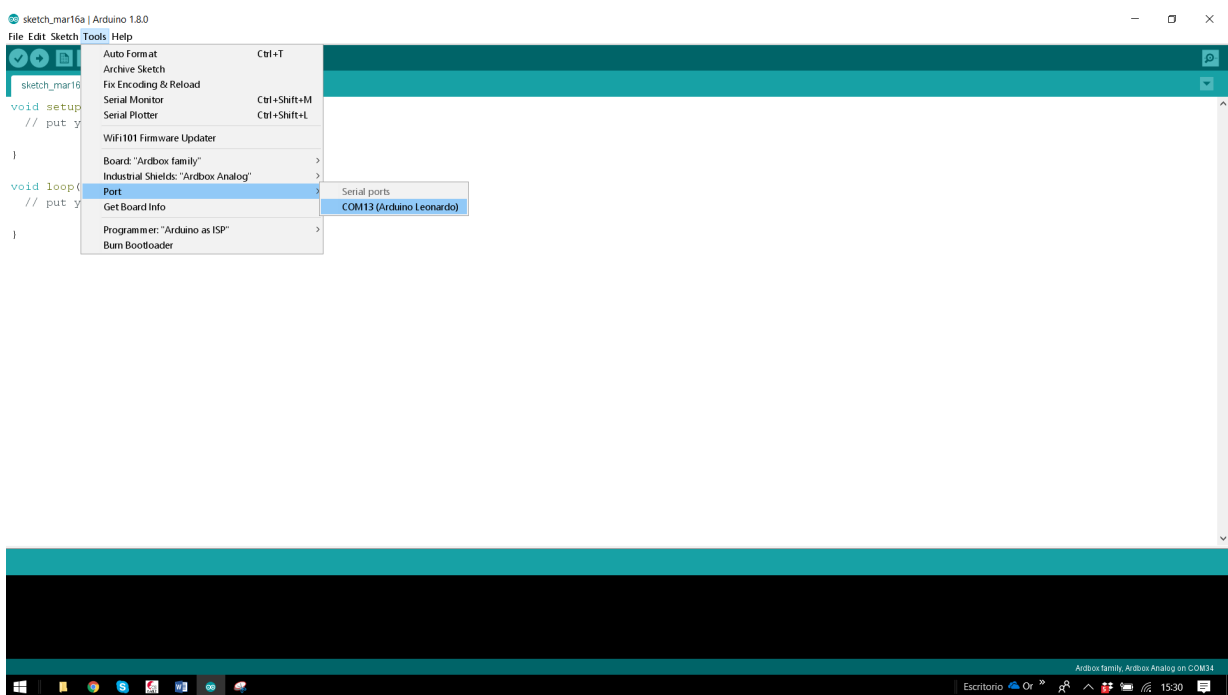 sketch_mar16a | Arduino 1.8.0
File Edit Sketch Tools Help
sketch_mar16
Auto Format Ctrl+T
Archive Sketch
Fix Encoding & Reload
Serial Monitor Ctrl+Shift+M
Serial Plotter Ctrl+Shift+L
WiFi101 Firmware Updater
Board: "Ardbox family"
Industrial Shields: "Ardbox Analog"
Port
Get Board Info
Programmer: "Arduino as ISP"
Burn Bootloader
Serial ports
COM13 (Arduino Leonardo)
void setup
// put y
}
void loop(
// put y
}
Ardbox family, Ardbox Analog on COM34
Escritorio Or » 15:30